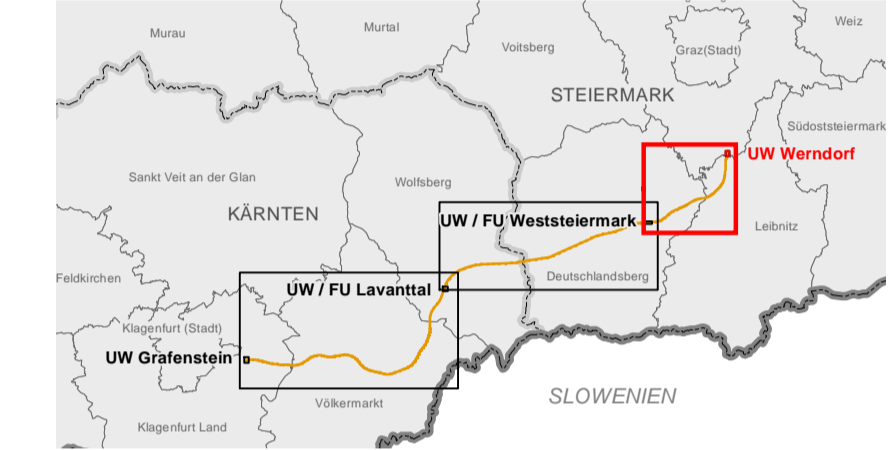 Murau
Murtal
Voitsberg
Graz(Stadt)
Weiz
STEIERMARK
Südoststeiermark
UW Werndorf
Sankt Veit an der Glan
Wolfsberg
KÄRNTEN
UW / FU Weststeiermark
Leibnitz
Feldkirchen
Deutschlandsberg
UW / FU Lavanttal
Klagenfurt (Stadt)
UW Grafenstein
SLOWENIEN
Völkermarkt
Klagenfurt Land